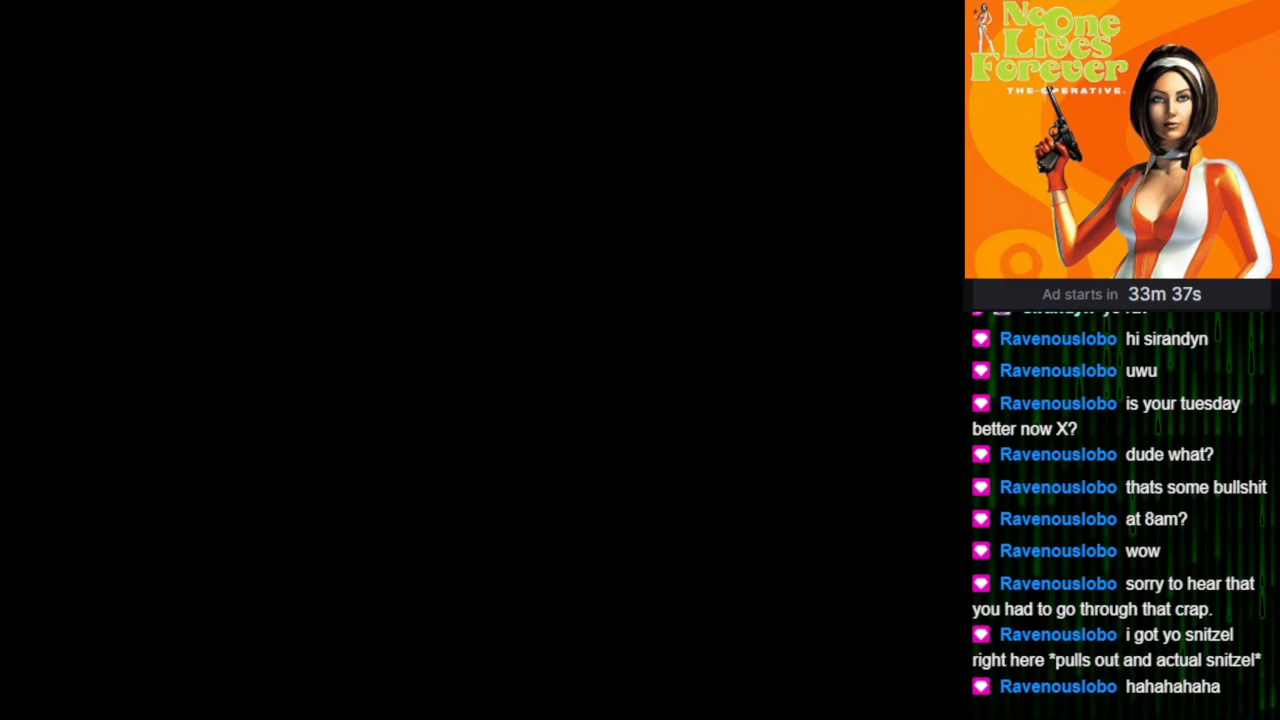 No One
Lives
Forever
THE OPERATIVE.
Ad starts in 33m 37s
Ravenouslobo hi sirandyn
Ravenouslobo uwu
Ravenouslobo is your tuesday
better now X?
Ravenouslobo dude what?
Ravenouslobo thats some bullshit
Ravenouslobo at 8am?
Ravenouslobo wow
Ravenouslobo sorry to hear that
you had to go through that crap.
Ravenouslobo i got yo snitzel
right here *pulls out and actual snitzel*
Ravenouslobo hahahahaha